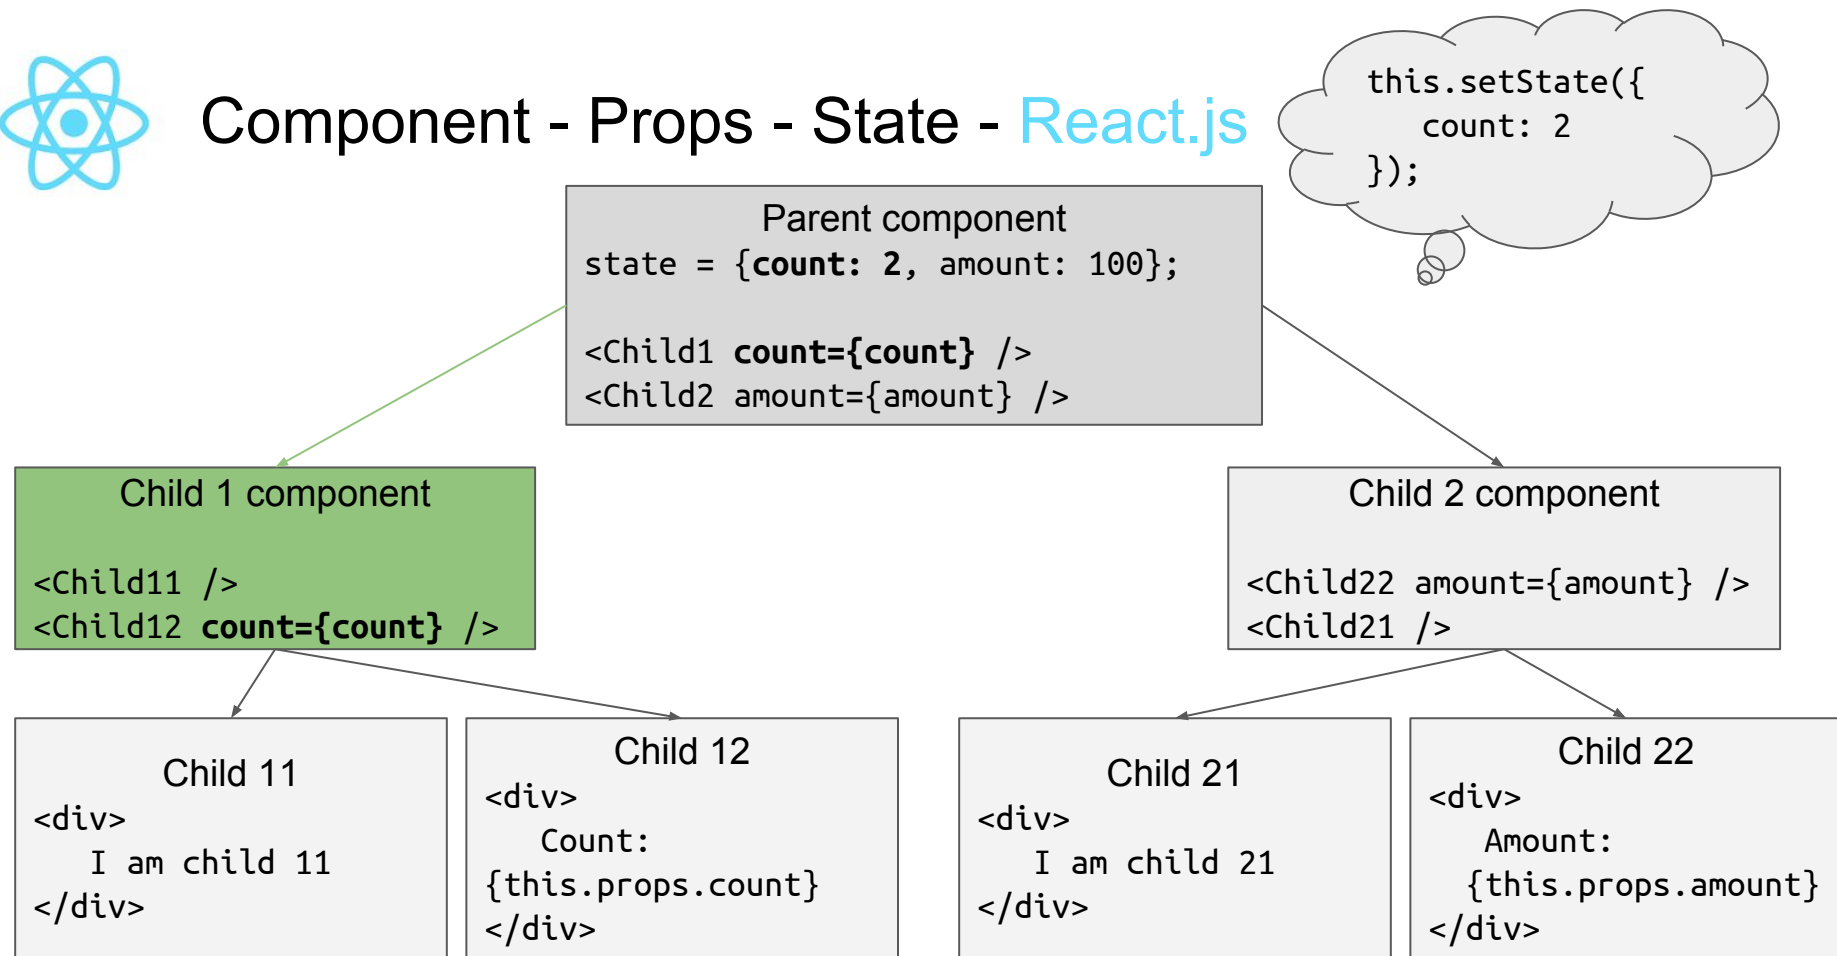 Component - Props - State - React.js
this.setState({
count: 2
});
Parent component
state = {count: 2, amount: 100};
<Child1 count={count} />
<Child2 amount={amount} />
Child 1 component
<Child11 />
<Child12 count={count} />
Child 2 component
<Child22 amount={amount} />
<Child21 />
Child 11
<div>
I am child 11
</div>
Child 12
<div>
Count:
{this.props.count}
</div>
Child 21
<div>
I am child 21
</div>
Child 22
<div>
Amount:
{this.props.amount}
</div>